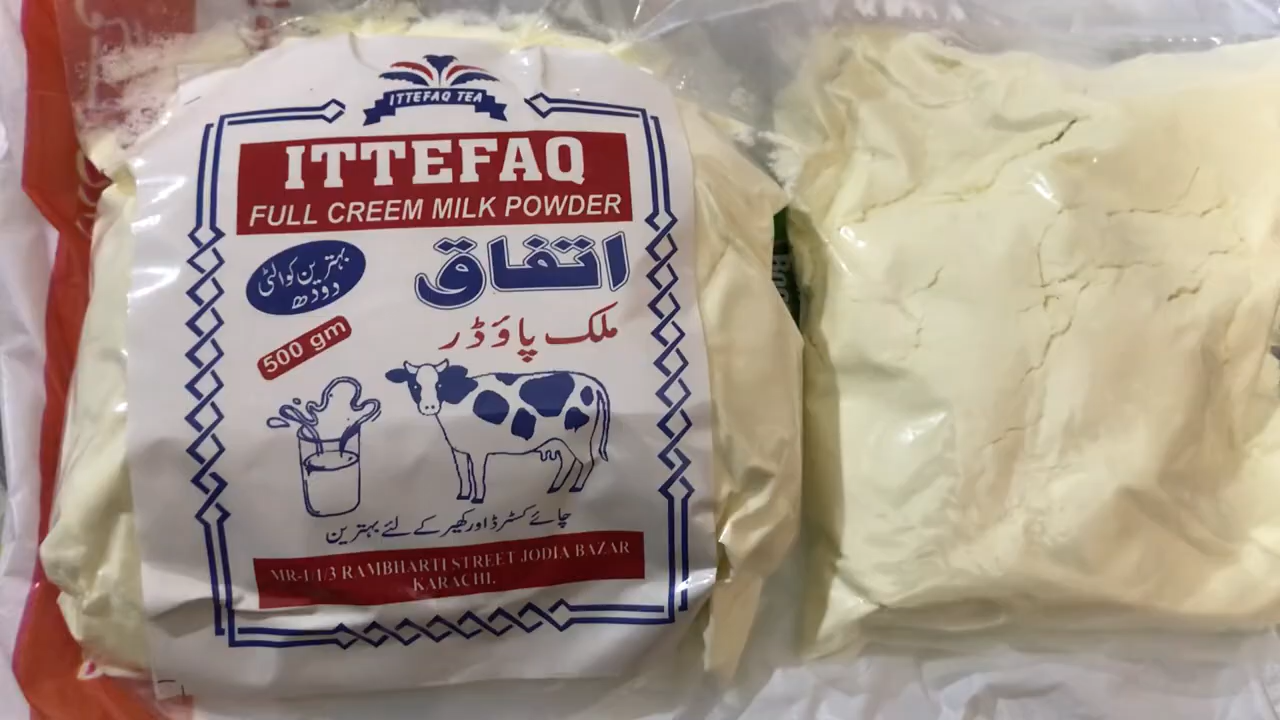 ITTEFAQ TEA
ITTEFAQ
FULL CREEM MILK POWDER
بہترین کوالٹی
دودھ
اتفاق
ملک پاؤڈر
500 gm
چائے کسٹرڈ اور کھیر کے لئے بہترین
MR-1/1/3 RAMBHARTI STREET JODIA BAZAR
KARACHI.